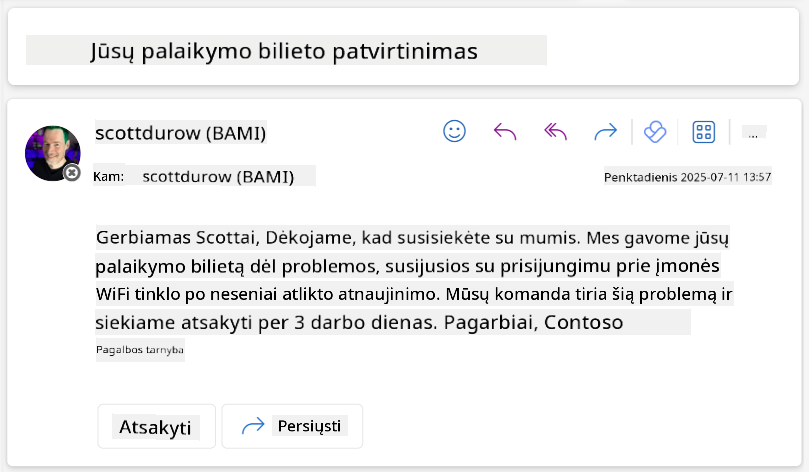 Jūsų palaikymo bilieto patvirtinimas
scottdurow (BAMI)
Kam: scottdurow (BAMI)
Penktadienis 2025-07-11 13:57
Gerbiamas Scottai, Dėkojame, kad susisiekėte su mumis. Mes gavome jūsų
palaikymo bilietą dėl problemos, susijusios su prisijungimu prie įmonės
WiFi tinklo po neseniai atlikto atnaujinimo. Mūsų komanda tiria šią problemą ir
siekiame atsakyti per 3 darbo dienas. Pagarbiai, Contoso
Pagalbos tarnyba
Atsakyti
Persiųsti